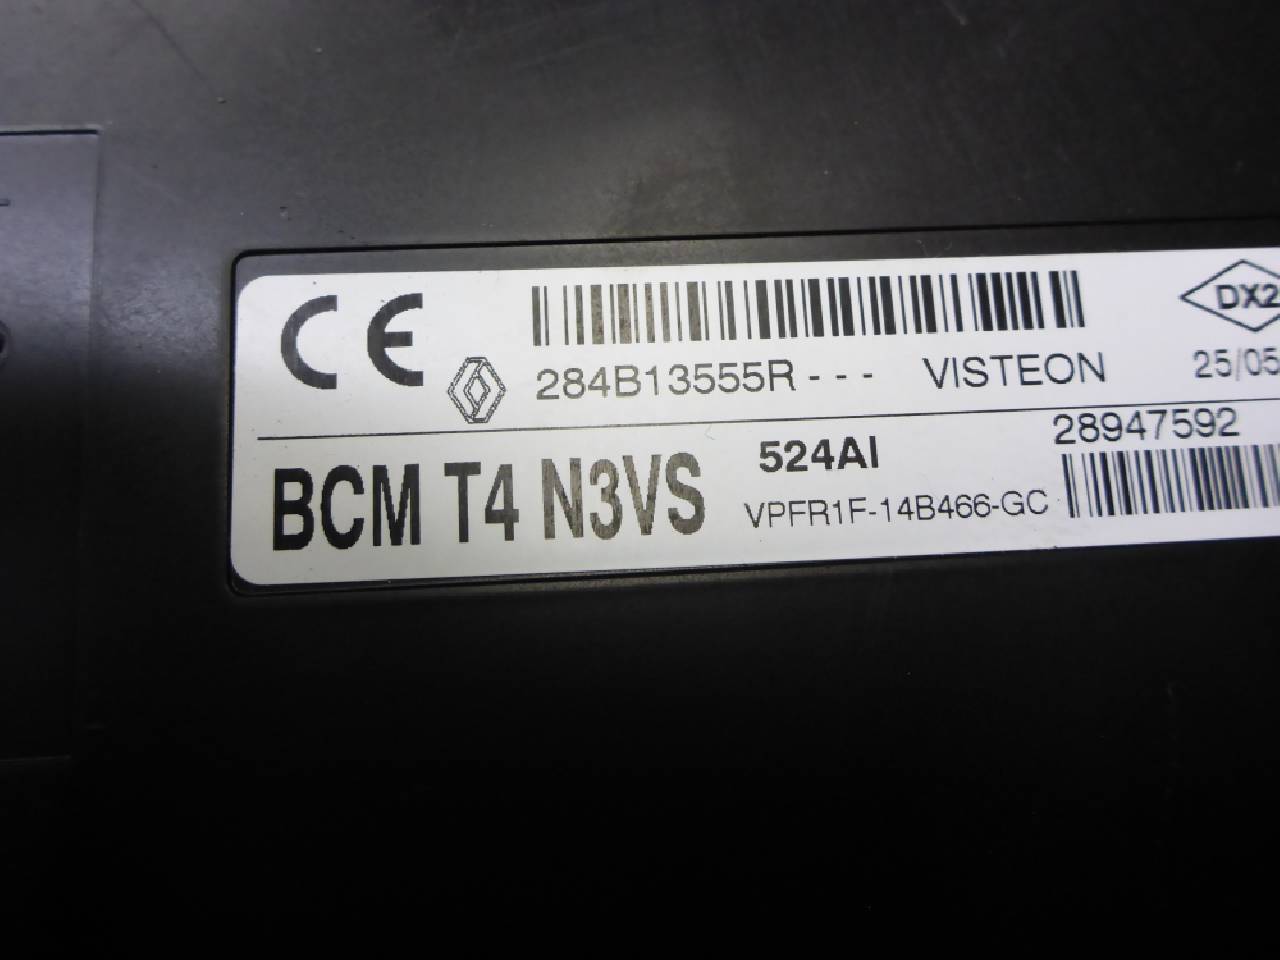 CE
284B13555R - - - VISTEON
DX2
25/05
BCM T4 N3VS
524AI
VPFR1F-14B466-GC
28947592